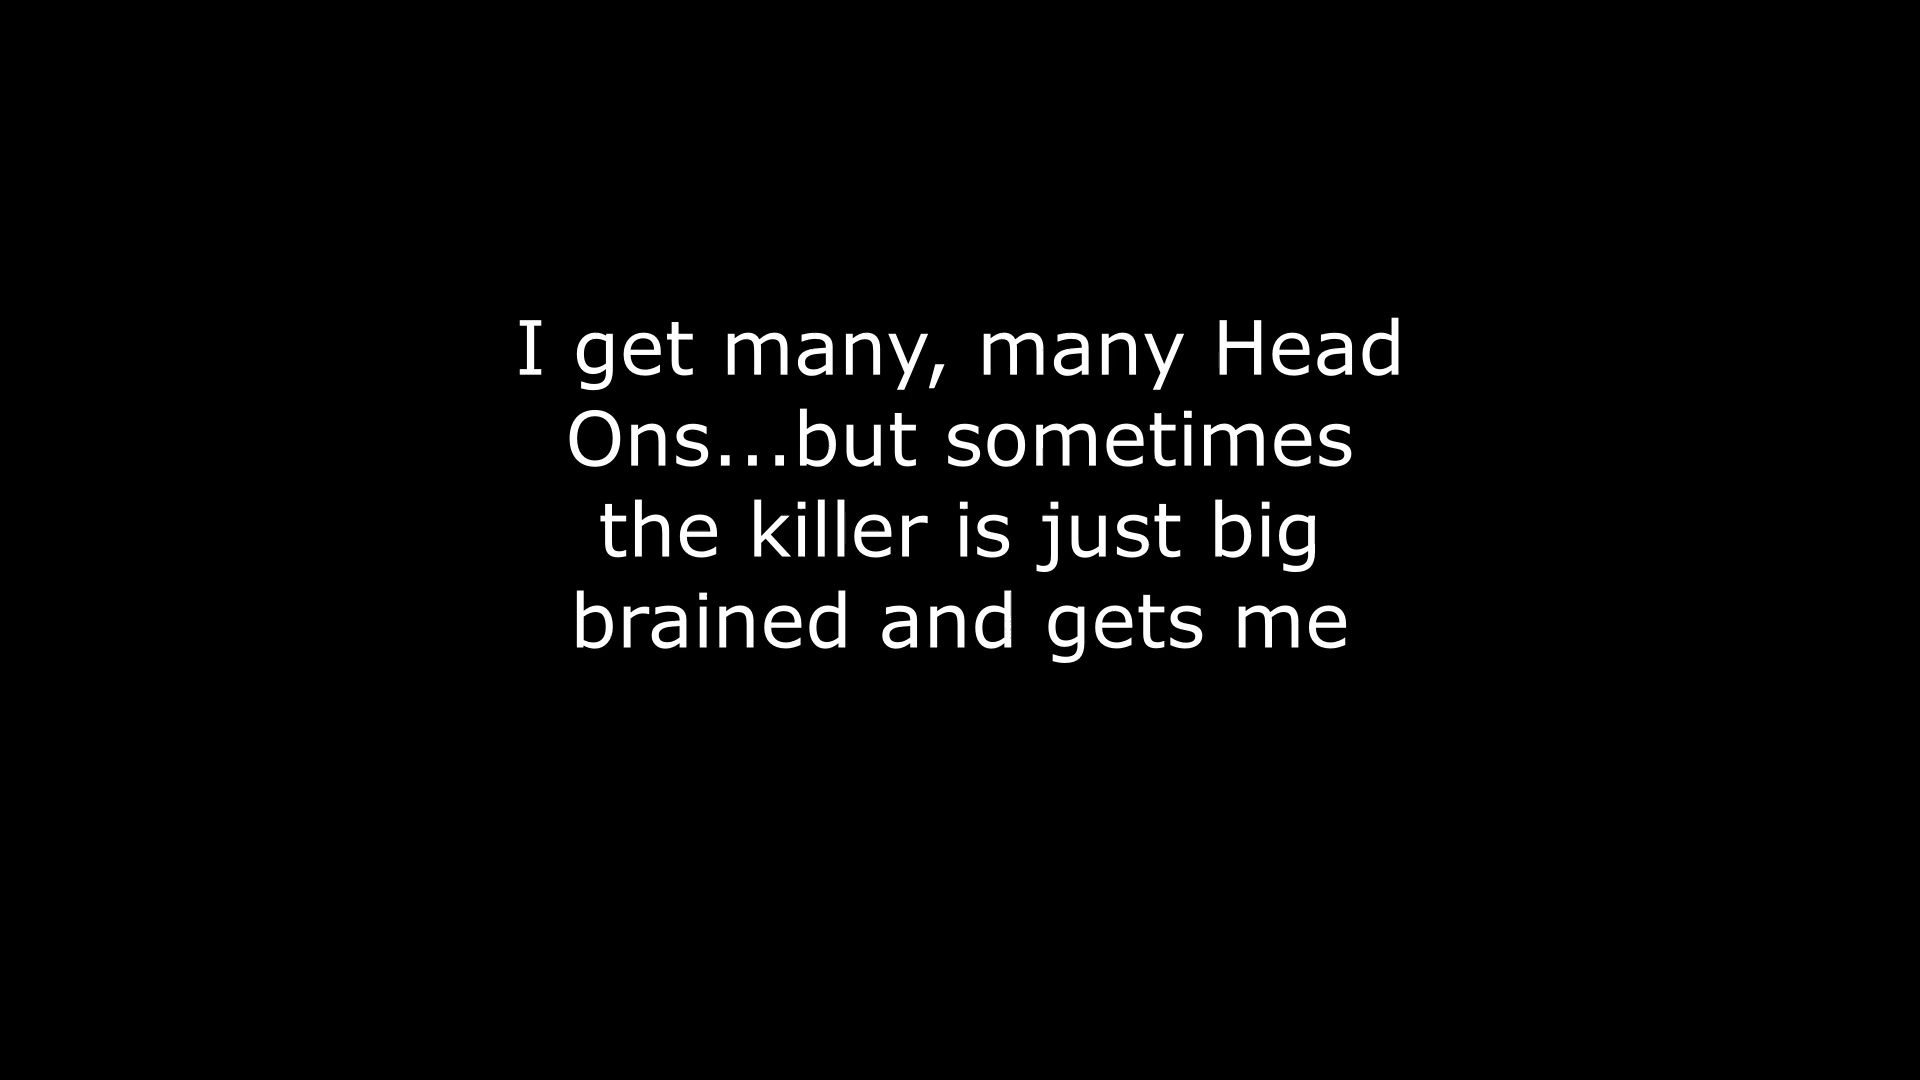 I get many, many Head
Ons...but sometimes
the killer is just big
brained and gets me